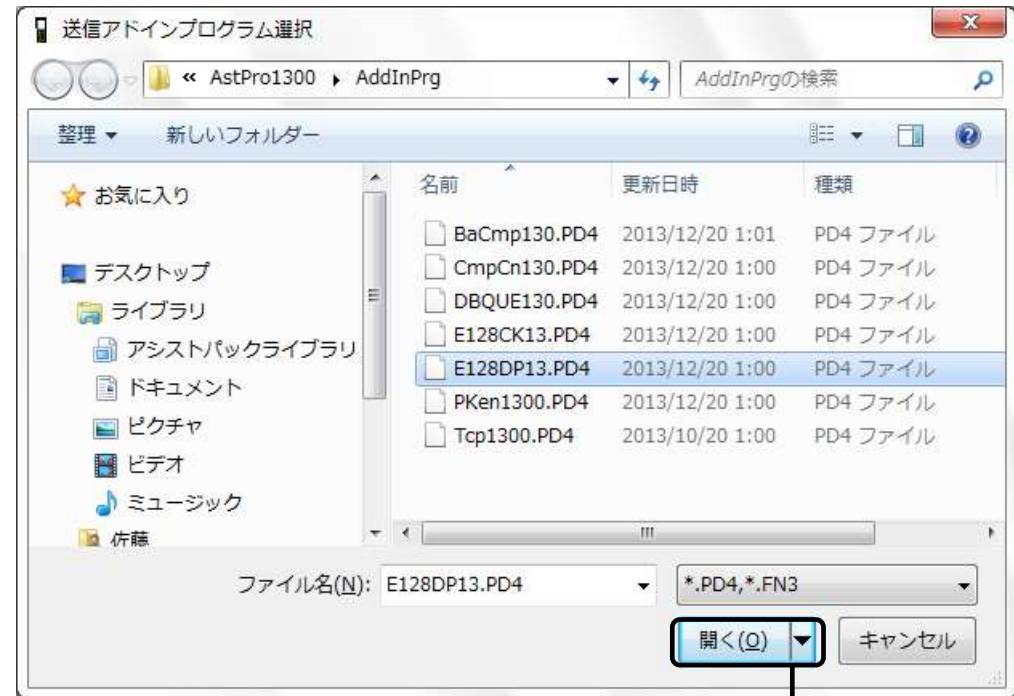 送信アドインプログラム選択
« AstPro1300 ▶ AddInPrg
AddInPrgの検索
整理 ▼ 新しいフォルダー
お気に入り
デスクトップ
ライブラリ
アシストパックライブラリ
ドキュメント
ピクチャ
ビデオ
ミュージック
佐藤
名前 更新日時 種類
BaCmp130.PD4 2013/12/20 1:01 PD4 ファイル
CmpCn130.PD4 2013/12/20 1:00 PD4 ファイル
DBQUE130.PD4 2013/12/20 1:00 PD4 ファイル
E128CK13.PD4 2013/12/20 1:00 PD4 ファイル
E128DP13.PD4 2013/12/20 1:00 PD4 ファイル
PKen1300.PD4 2013/12/20 1:00 PD4 ファイル
Tcp1300.PD4 2013/10/20 1:00 PD4 ファイル
ファイル名(N): E128DP13.PD4 *.PD4,*.FN3
開く(O) キャンセル